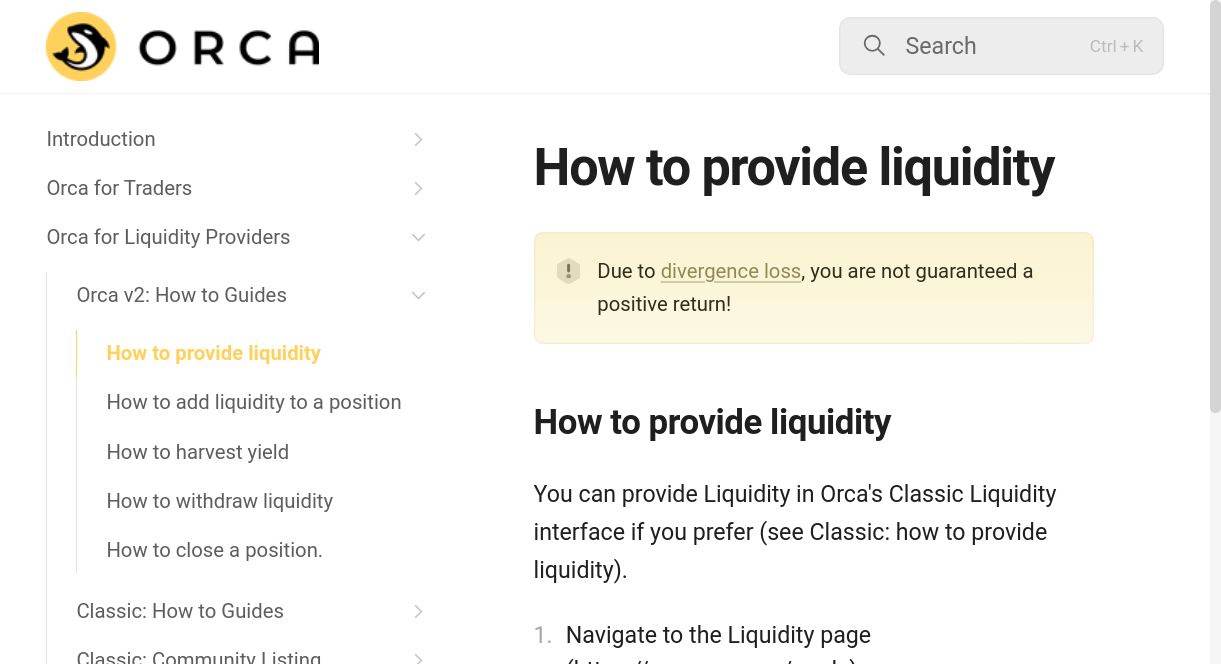 ORCA
Search
Ctrl + K
Introduction
Orca for Traders
Orca for Liquidity Providers
Orca v2: How to Guides
How to provide liquidity
How to add liquidity to a position
How to harvest yield
How to withdraw liquidity
How to close a position.
Classic: How to Guides
Classic: Community Listing
How to provide liquidity
Due to divergence loss, you are not guaranteed a
positive return!
How to provide liquidity
You can provide Liquidity in Orca's Classic Liquidity
interface if you prefer (see Classic: how to provide
liquidity).
1. Navigate to the Liquidity page